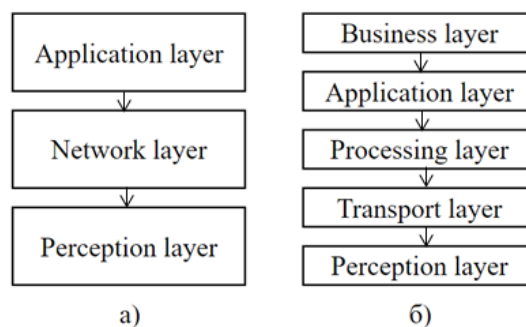 Application layer
Network layer
Perception layer
а)
Business layer
Application layer
Processing layer
Transport layer
Perception layer
б)